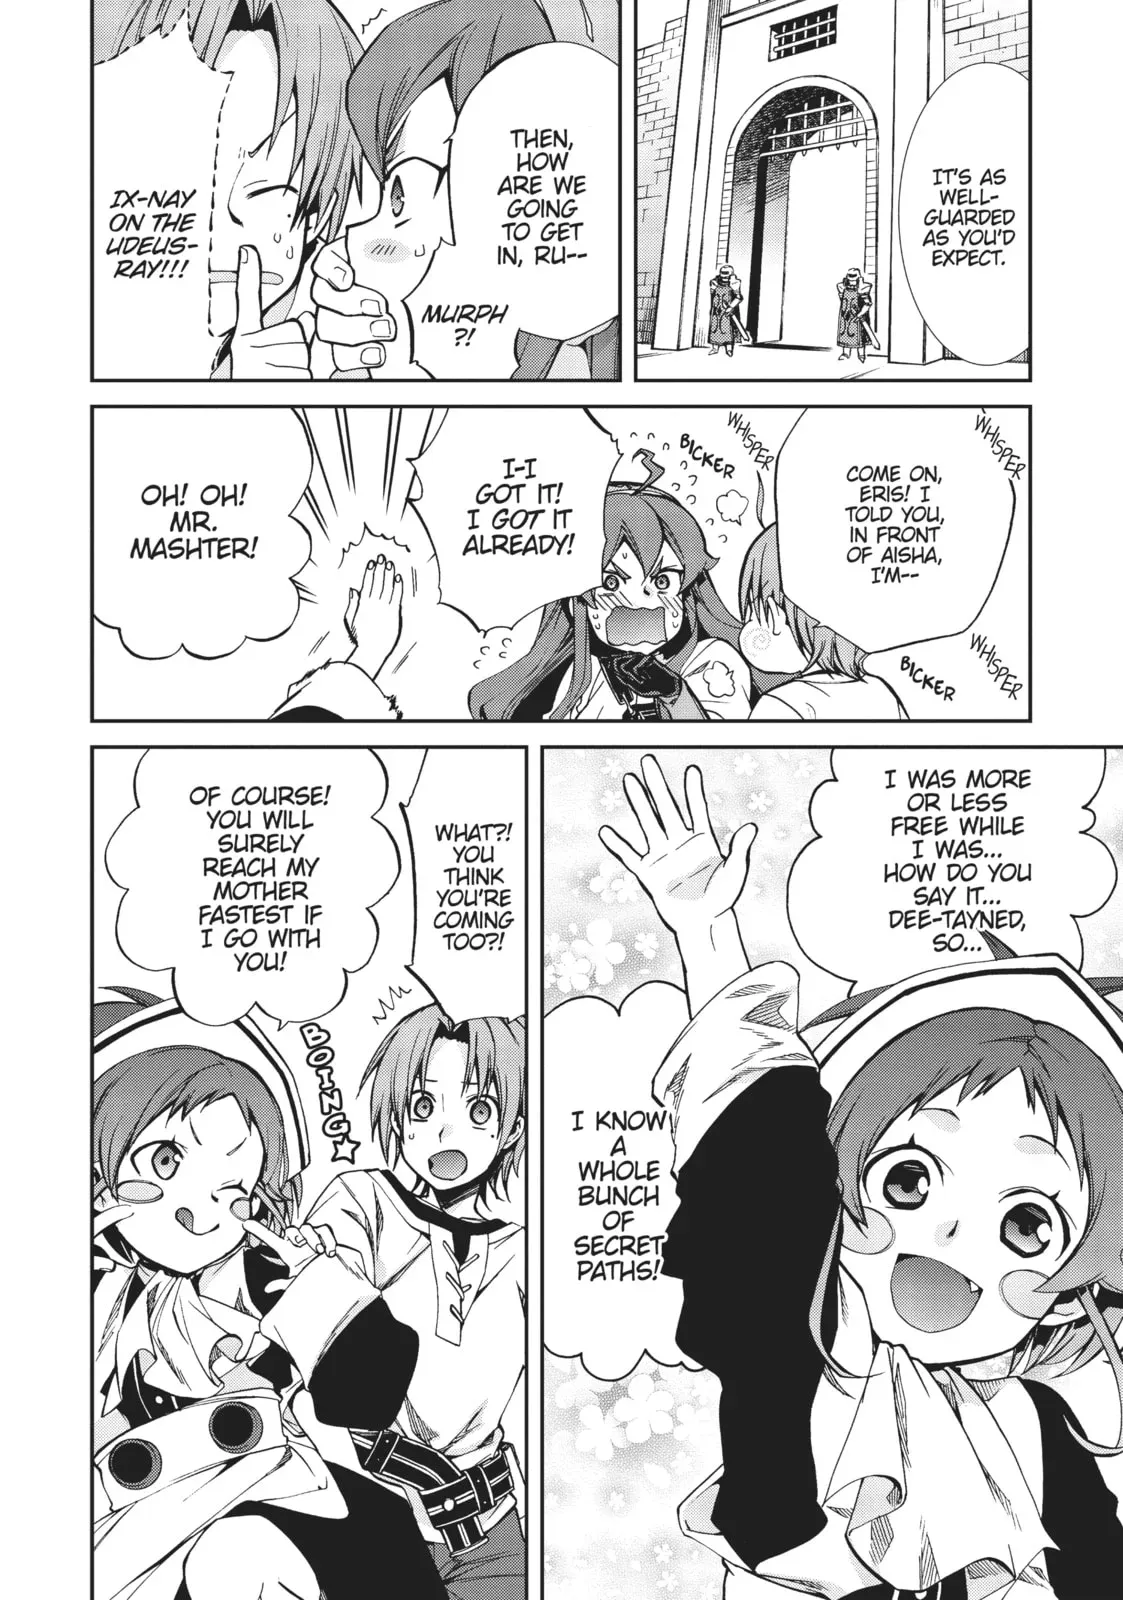 IT'S AS
WELL-
GUARDED
AS YOU'D
EXPECT.
THEN,
HOW
ARE WE
GOING
TO GET
IN, RU--
MURPH
?!
IX-NAY
ON THE
UDEUS-
RAY!!!
WHISPER
COME ON,
ERIS! I
TOLD YOU,
IN FRONT
OF AISHA,
I'M--
WHISPER
BICKER
WHISPER
BICKER
I-I
GOT IT!
I GOT IT
ALREADY!
OH! OH!
MR.
MASHTER!
I WAS MORE
OR LESS
FREE WHILE
I WAS...
HOW DO YOU
SAY IT...
DEE-TAYNED,
SO...
I KNOW
A
WHOLE
BUNCH
OF
SECRET
PATHS!
WHAT?!
YOU
THINK
YOU'RE
COMING
TOO?!
OF COURSE!
YOU WILL
SURELY
REACH MY
MOTHER
FASTEST IF
I GO WITH
YOU!
BOING